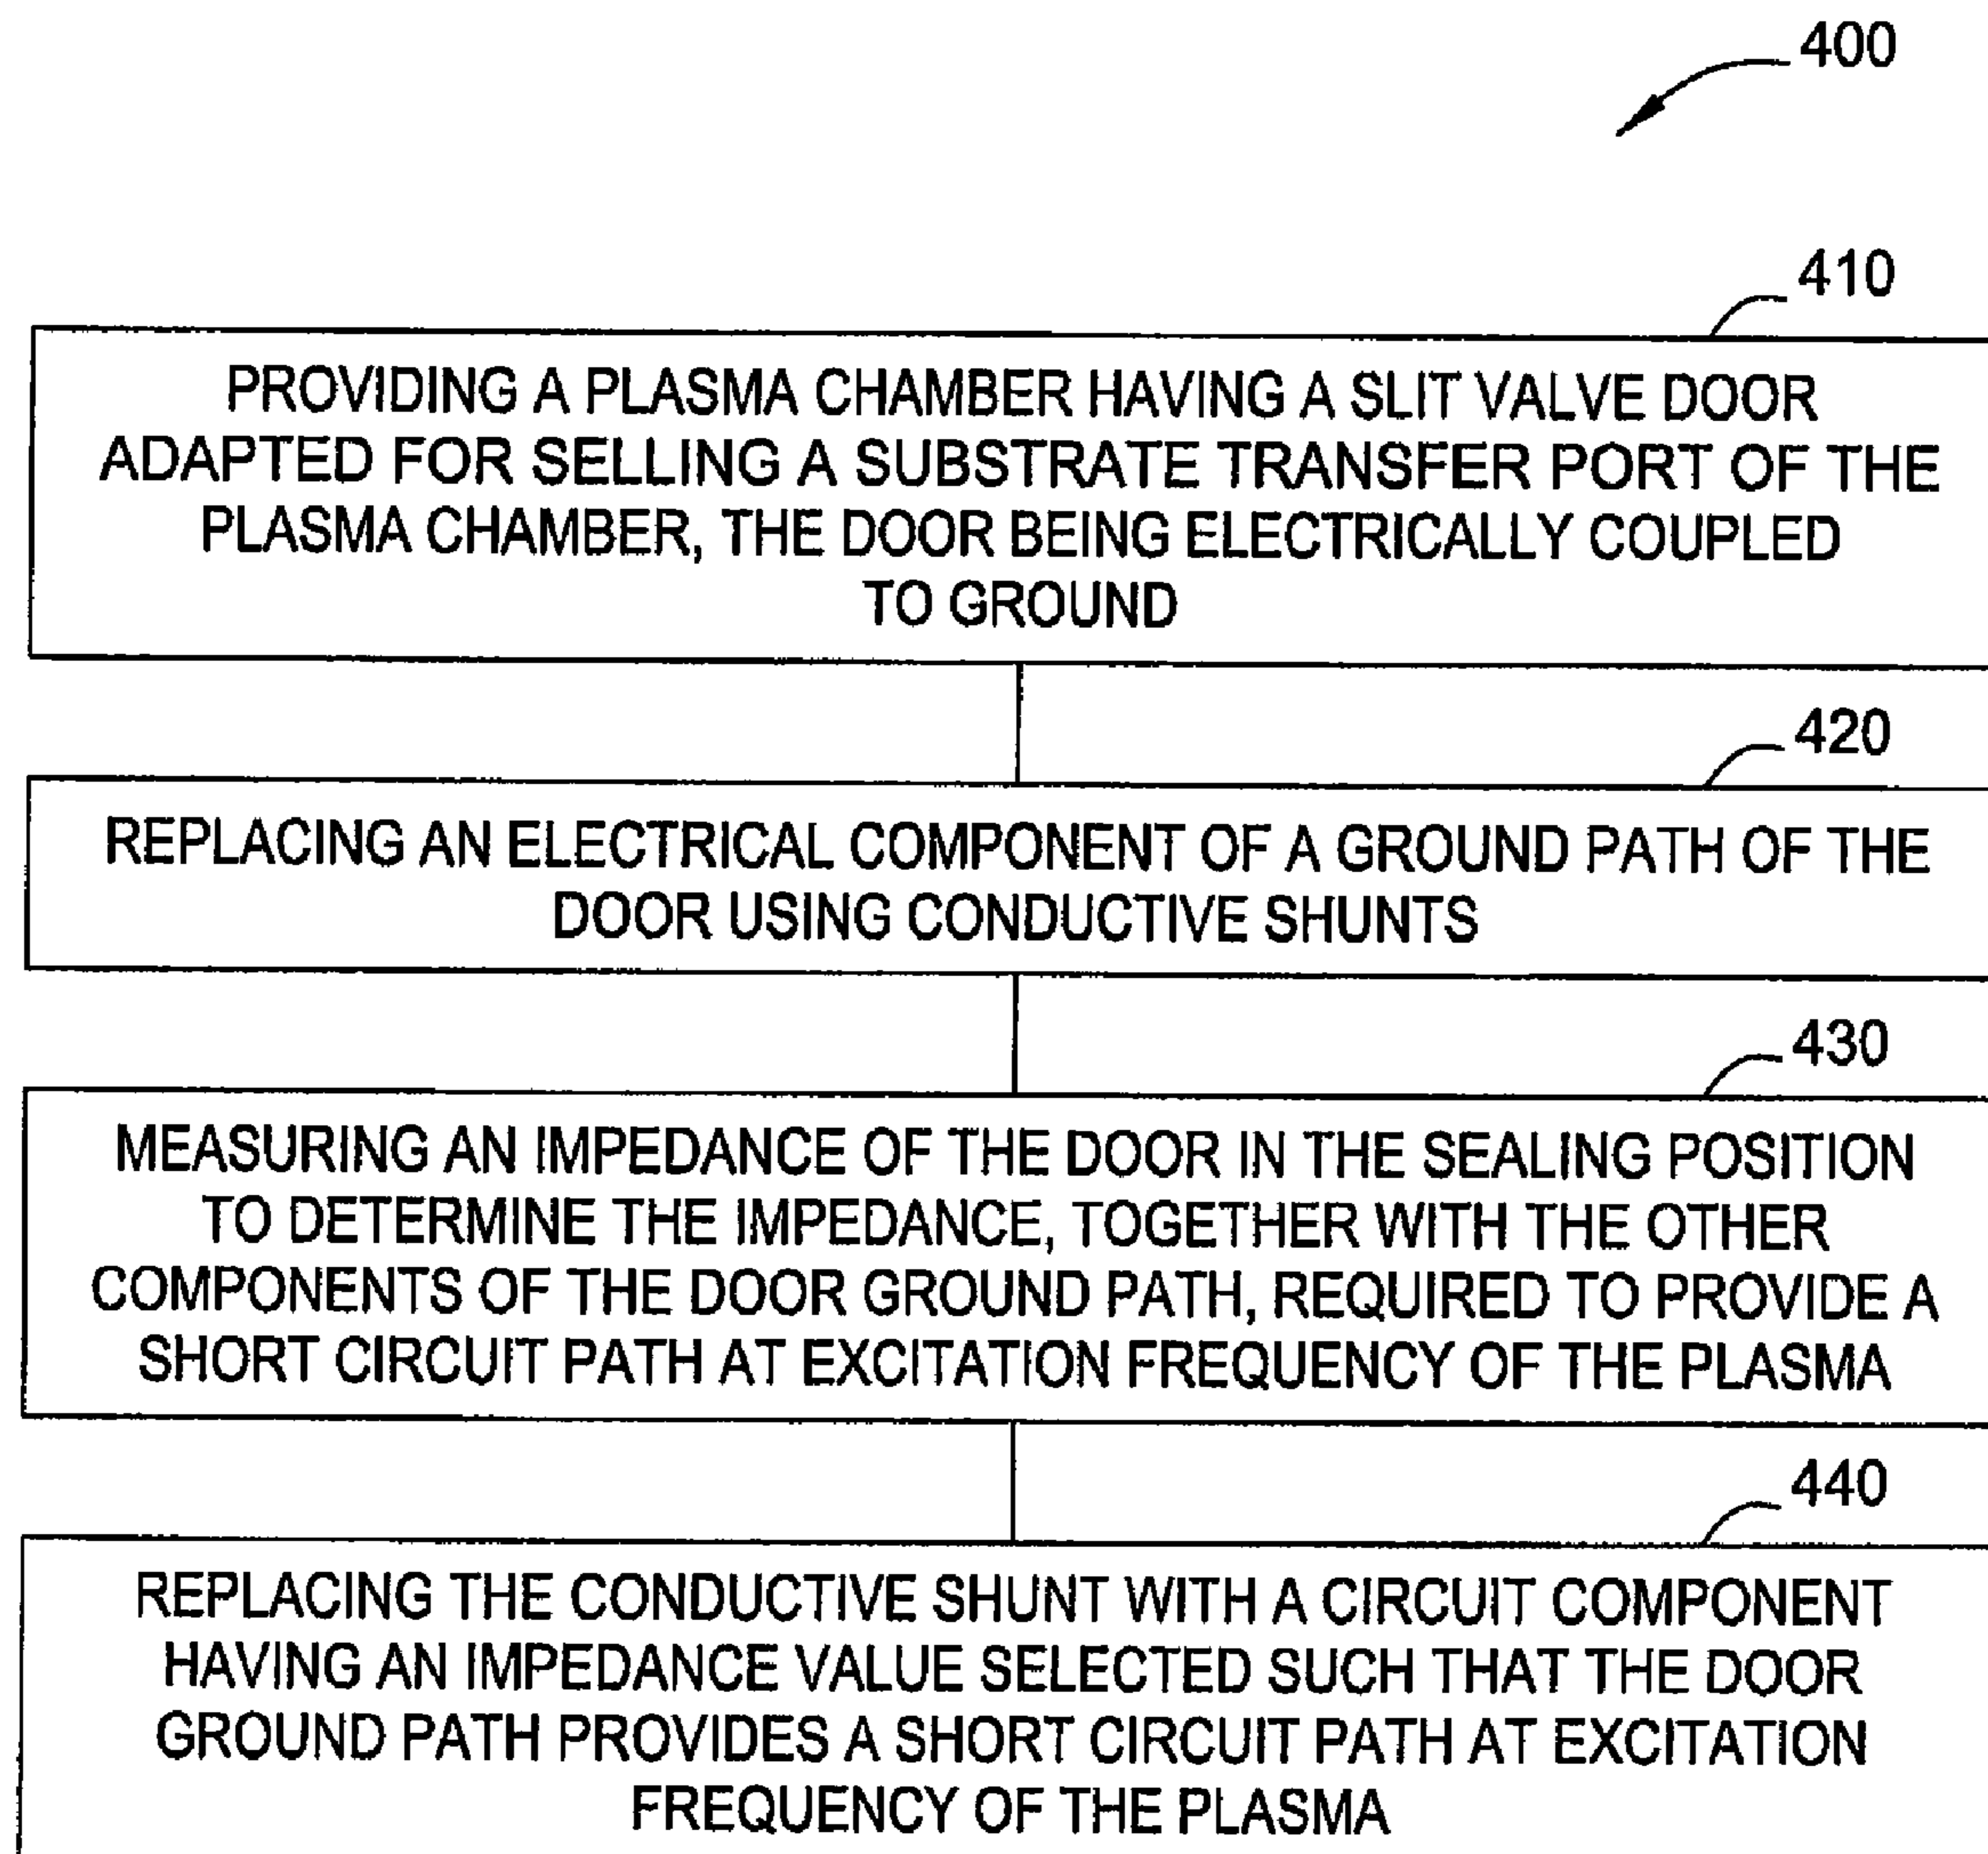 400
410
PROVIDING A PLASMA CHAMBER HAVING A SLIT VALVE DOOR
ADAPTED FOR SELLING A SUBSTRATE TRANSFER PORT OF THE
PLASMA CHAMBER, THE DOOR BEING ELECTRICALLY COUPLED
TO GROUND
420
REPLACING AN ELECTRICAL COMPONENT OF A GROUND PATH OF THE
DOOR USING CONDUCTIVE SHUNTS
430
MEASURING AN IMPEDANCE OF THE DOOR IN THE SEALING POSITION
TO DETERMINE THE IMPEDANCE, TOGETHER WITH THE OTHER
COMPONENTS OF THE DOOR GROUND PATH, REQUIRED TO PROVIDE A
SHORT CIRCUIT PATH AT EXCITATION FREQUENCY OF THE PLASMA
440
REPLACING THE CONDUCTIVE SHUNT WITH A CIRCUIT COMPONENT
HAVING AN IMPEDANCE VALUE SELECTED SUCH THAT THE DOOR
GROUND PATH PROVIDES A SHORT CIRCUIT PATH AT EXCITATION
FREQUENCY OF THE PLASMA